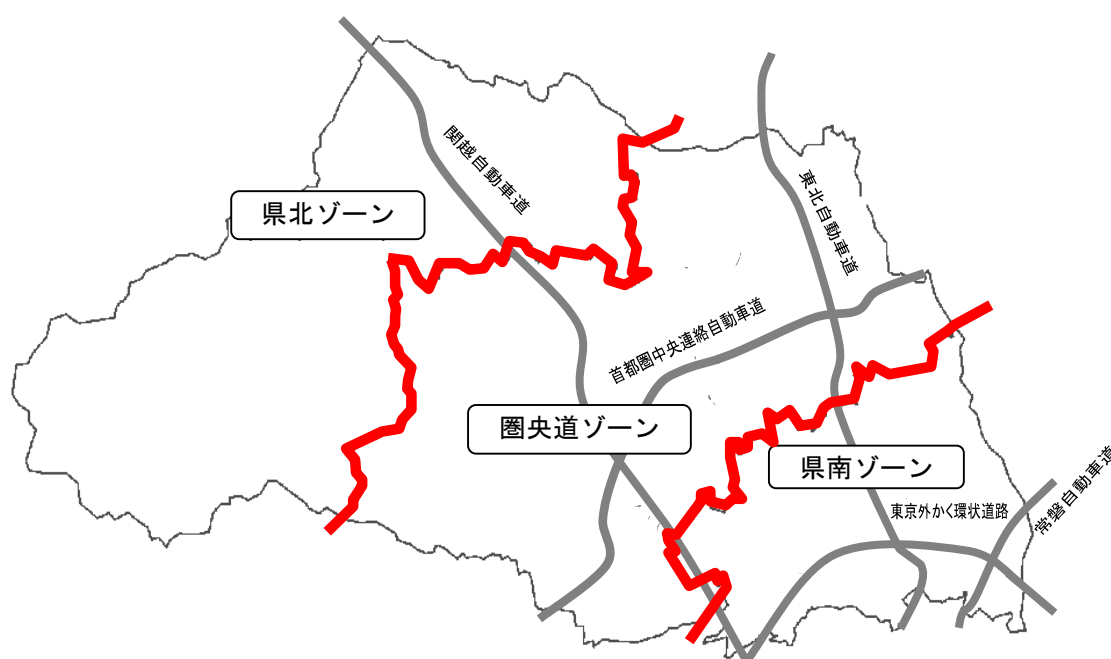 関越自動車道
東北自動車道
県北ゾーン
首都圏中央連絡自動車道
圏央道ゾーン
県南ゾーン
東京外かく環状道路
常磐自動車道